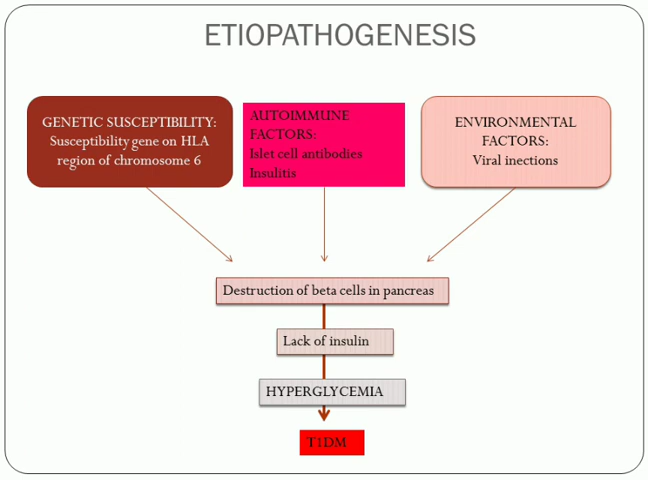 ETIOPATHOGENESIS
GENETIC SUSCEPTIBILITY:
Susceptibility gene on HLA
region of chromosome 6
AUTOIMMUNE
FACTORS:
Islet cell antibodies
Insulitis
ENVIRONMENTAL
FACTORS:
Viral inections
Destruction of beta cells in pancreas
Lack of insulin
HYPERGLYCEMIA
T1DM